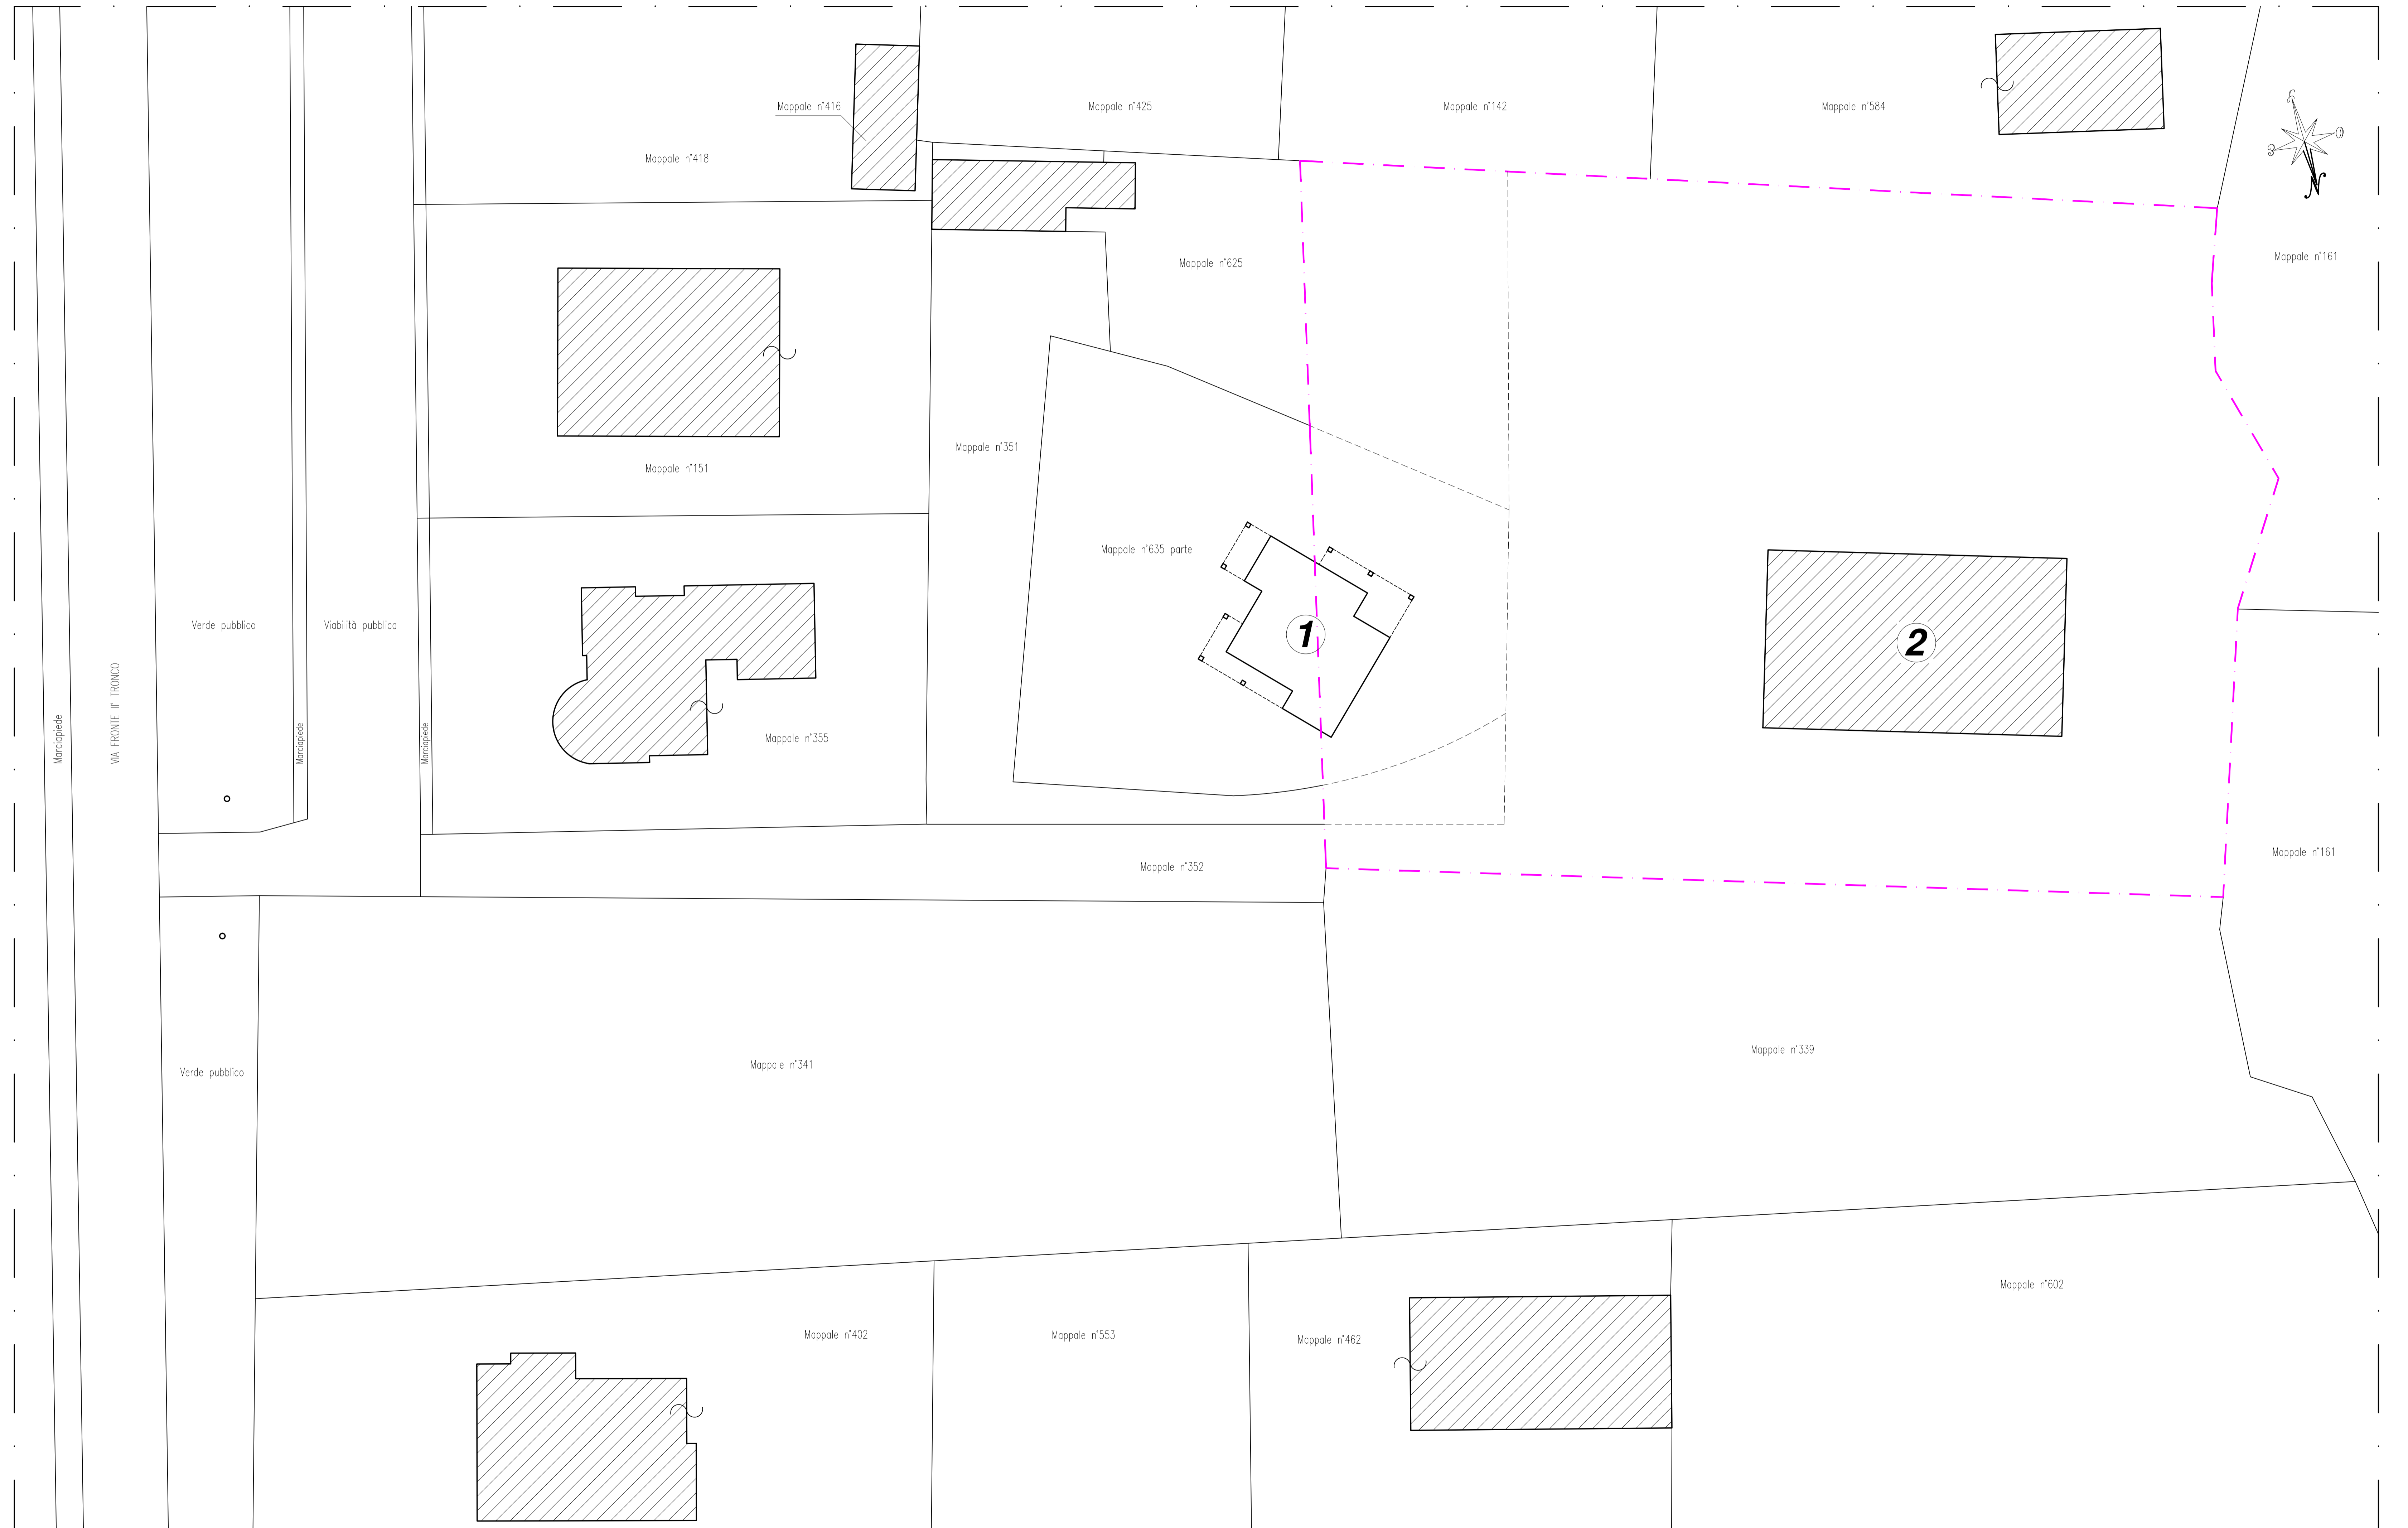 Mappale n°416
Mappale n°425
Mappale n°142
Mappale n°584
Mappale n°418
S
O
E
N
Mappale n°625
Mappale n°161
Mappale n°351
Mappale n°151
Mappale n°635 parte
Verde pubblico
Viabilità pubblica
1
2
VIA FRONTE II° TRONCO
Marciapiede
Marciapiede
Marciapiede
Mappale n°355
Mappale n°352
Mappale n°161
Mappale n°341
Mappale n°339
Verde pubblico
Mappale n°602
Mappale n°402
Mappale n°553
Mappale n°462